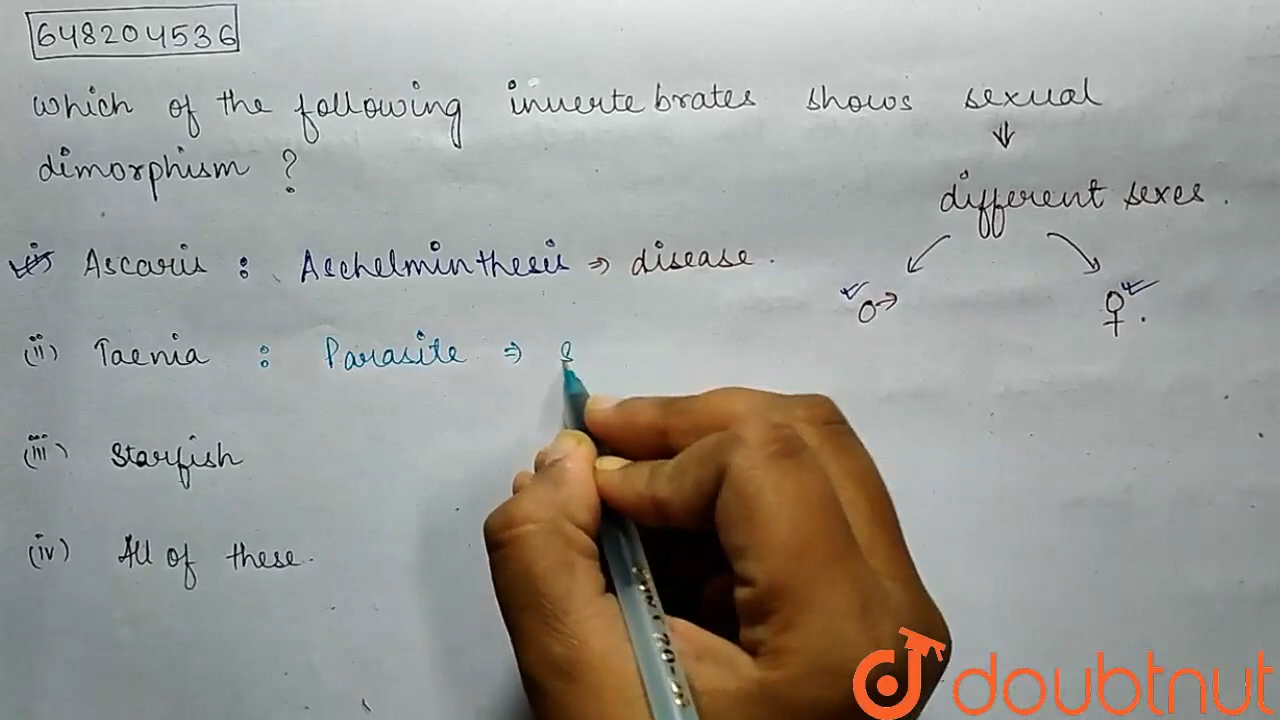 648204536
Which of the following invertebrates shows sexual
dimorphism ?
⇓
different sexes.
♂ ♀.
(i) Ascaris : Aschelminthesis ⇒ disease.
(ii) Taenia : Parasite ⇒ s
(iii) Starfish
(iv) All of these.
doubtnut